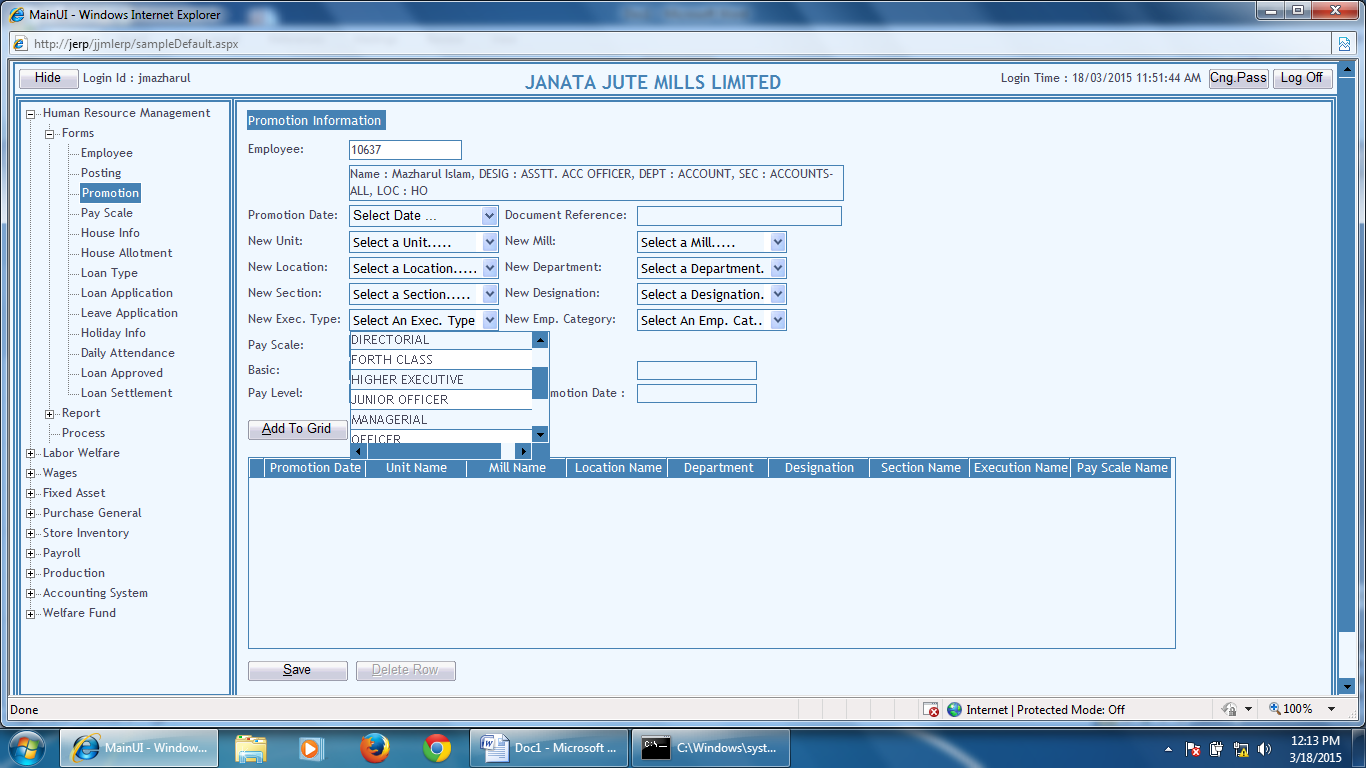 MainUI - Windows Internet Explorer
http://jerp/jjmlerp/sampleDefault.aspx
Hide Login Id : jmazharul JANATA JUTE MILLS LIMITED Login Time : 18/03/2015 11:51:44 AM Cng.Pass Log Off
Human Resource Management
Forms
Employee
Posting
Promotion
Pay Scale
House Info
House Allotment
Loan Type
Loan Application
Leave Application
Holiday Info
Daily Attendance
Loan Approved
Loan Settlement
Report
Process
Labor Welfare
Wages
Fixed Asset
Purchase General
Store Inventory
Payroll
Production
Accounting System
Welfare Fund
Promotion Information
Employee: 10637
Name : Mazharul Islam, DESIG : ASSTT. ACC OFFICER, DEPT : ACCOUNT, SEC : ACCOUNTS-
ALL, LOC : HO
Promotion Date: Select Date ... Document Reference:
New Unit: Select a Unit..... New Mill: Select a Mill.....
New Location: Select a Location..... New Department: Select a Department.
New Section: Select a Section..... New Designation: Select a Designation.
New Exec. Type: Select An Exec. Type New Emp. Category: Select An Emp. Cat..
Pay Scale:
Basic:
Pay Level: motion Date :
DIRECTORIAL
FORTH CLASS
HIGHER EXECUTIVE
JUNIOR OFFICER
MANAGERIAL
OFFICER
Add To Grid
Promotion Date Unit Name Mill Name Location Name Department Designation Section Name Execution Name Pay Scale Name
Save Delete Row
Done Internet | Protected Mode: Off 100%
MainUI - Window... Doc1 - Microsoft ... C:\Windows\syst... 12:13 PM
3/18/2015